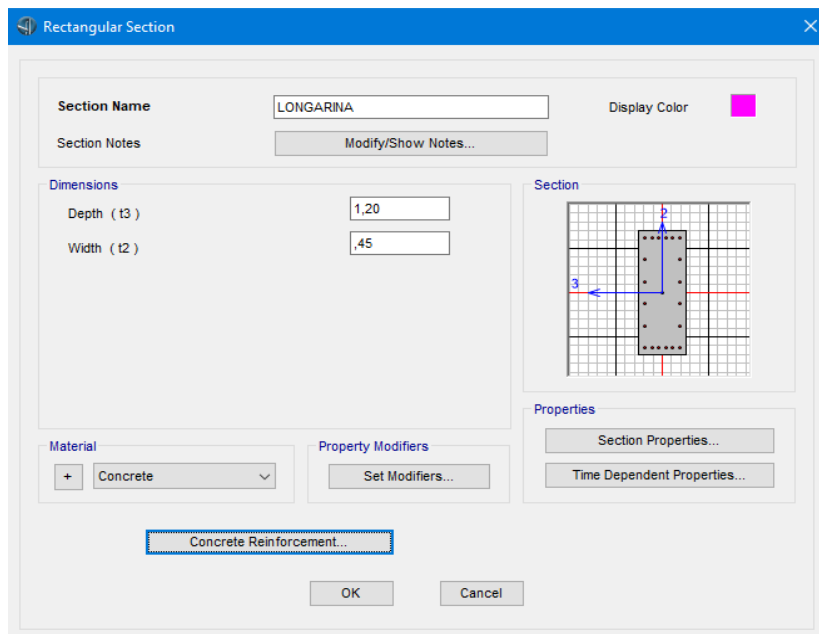 Rectangular Section
Section Name LONGARINA Display Color
Section Notes Modify/Show Notes...
Dimensions
Depth ( t3 ) 1,20
Width ( t2 ) ,45
Section
2
3
Properties
Section Properties...
Time Dependent Properties...
Material
+ Concrete
Property Modifiers
Set Modifiers...
Concrete Reinforcement...
OK Cancel